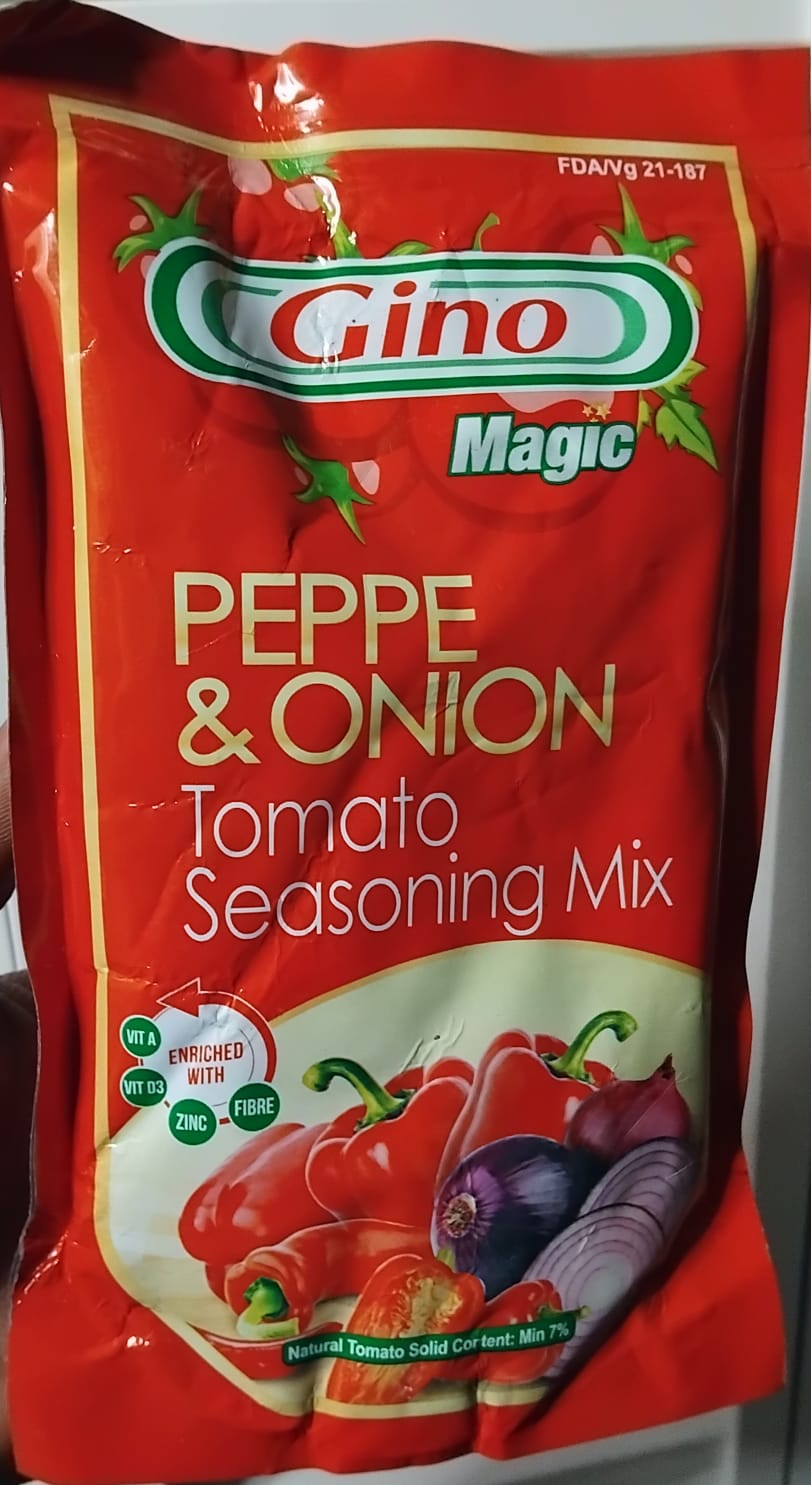 FDA/Vg 21-187
Gino
Magic
PEPPE
& ONION
Tomato
Seasoning Mix
VIT A
VIT D3
ZINC
FIBRE
ENRICHED
WITH
Natural Tomato Solid Content: Min 7%